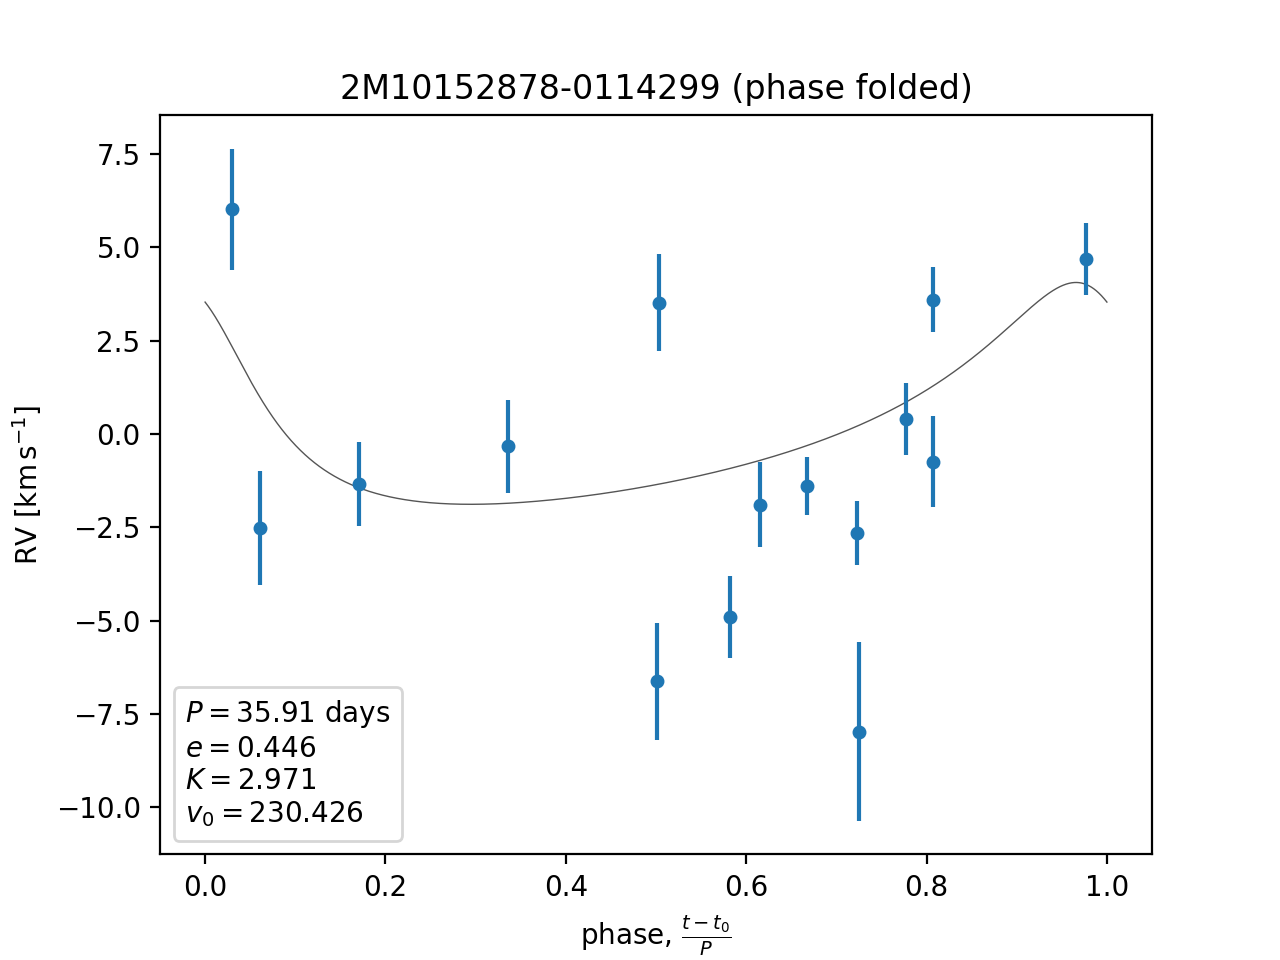 2M10152878-0114299 (phase folded)
RV [km s⁻¹]
7.5
5.0
2.5
0.0
−2.5
−5.0
−7.5
−10.0
P = 35.91 days
e = 0.446
K = 2.971
v₀ = 230.426
0.0 0.2 0.4 0.6 0.8 1.0
phase, (t − t₀)/P